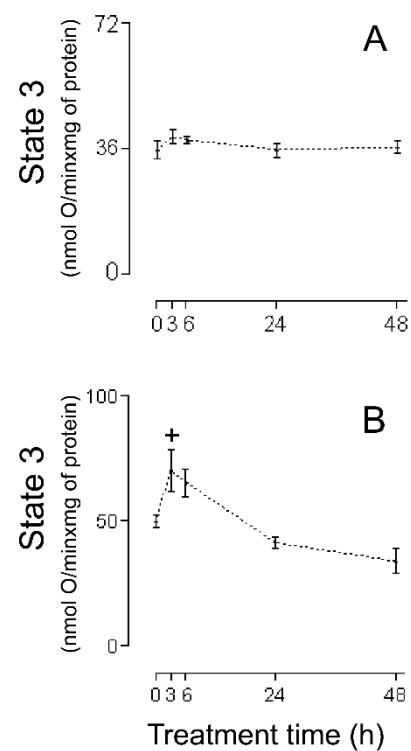 72
A
State 3
(nmol O/minxmg of protein)
36
0
0 3 6 24 48
100
B
+
State 3
(nmol O/minxmg of protein)
50
0
0 3 6 24 48
Treatment time (h)